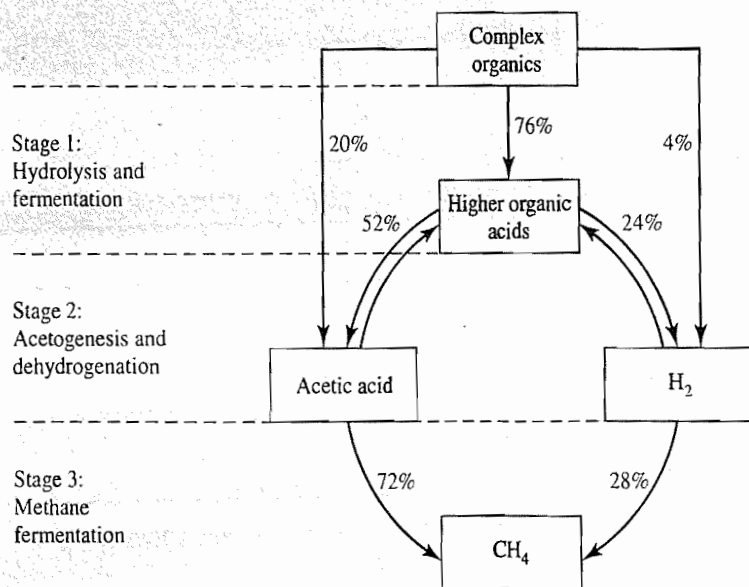 Complex
organics
Stage 1:
Hydrolysis and
fermentation
20%
76%
4%
Higher organic
acids
52%
24%
Stage 2:
Acetogenesis and
dehydrogenation
Acetic acid
H₂
Stage 3:
Methane
fermentation
72%
28%
CH₄